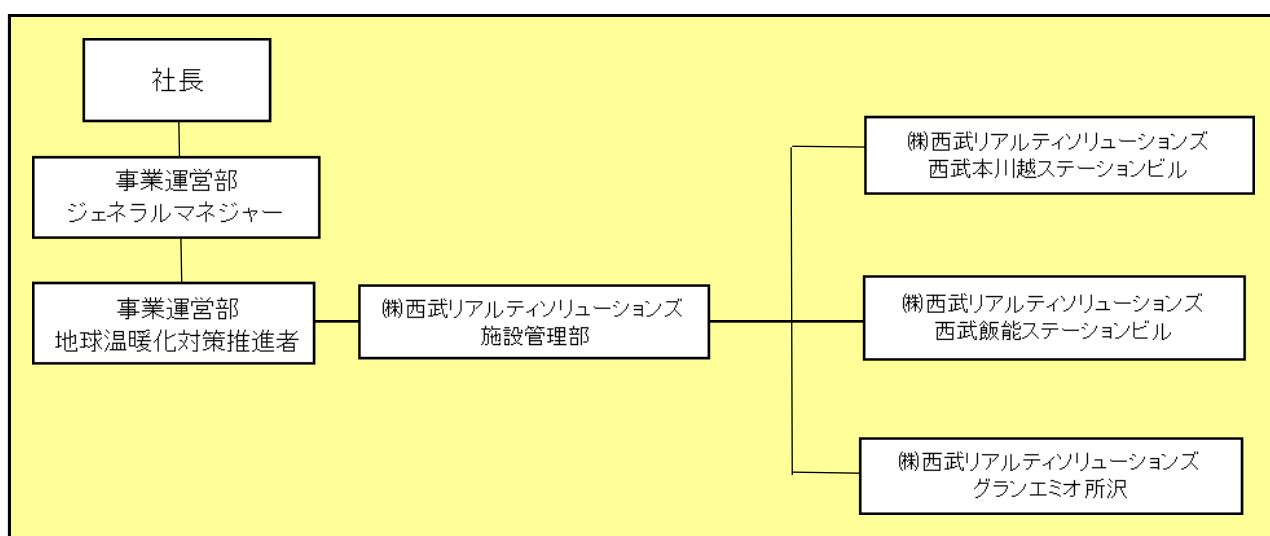 社長
事業運営部
ジェネラルマネジャー
事業運営部
地球温暖化対策推進者
㈱西武リアルティソリューションズ
施設管理部
㈱西武リアルティソリューションズ
西武本川越ステーションビル
㈱西武リアルティソリューションズ
西武飯能ステーションビル
㈱西武リアルティソリューションズ
グランエミオ所沢